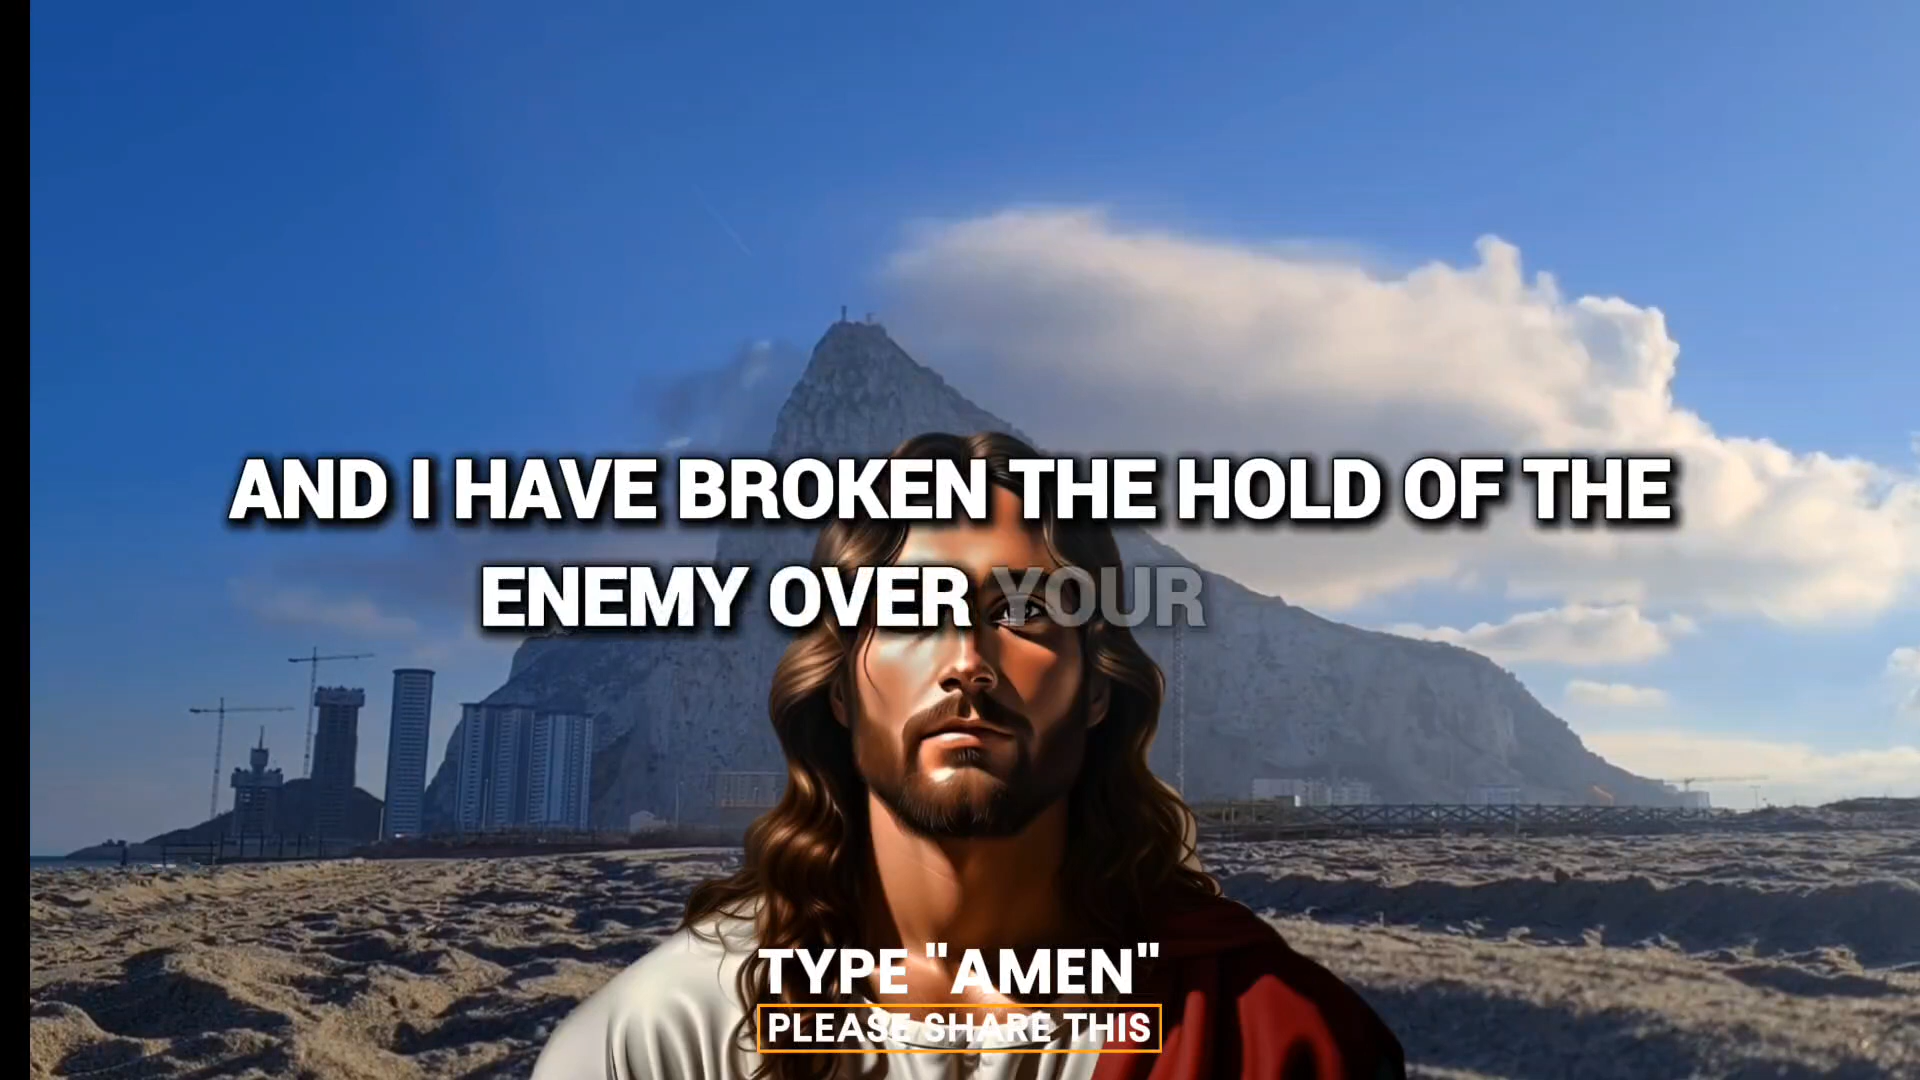 AND I HAVE BROKEN THE HOLD OF THE
ENEMY OVER YOUR
TYPE "AMEN"
PLEASE SHARE THIS